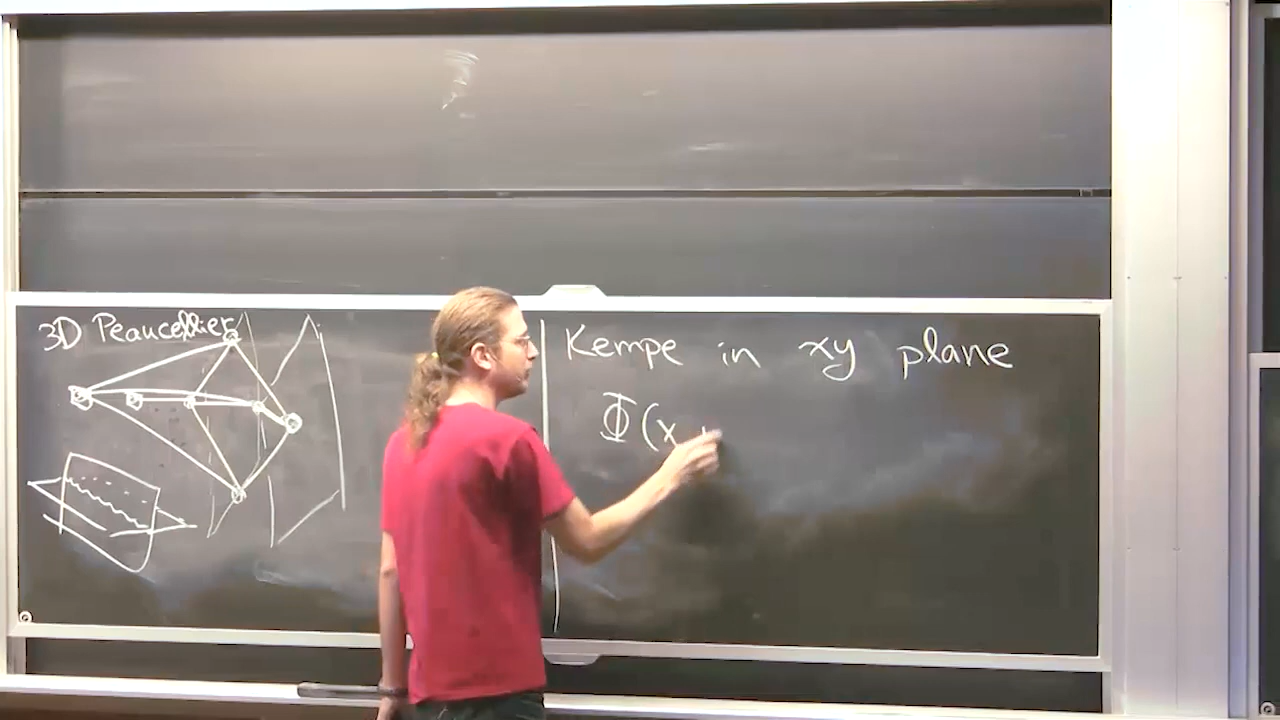 3D Peaucellier
Kempe in xy plane
Φ(x